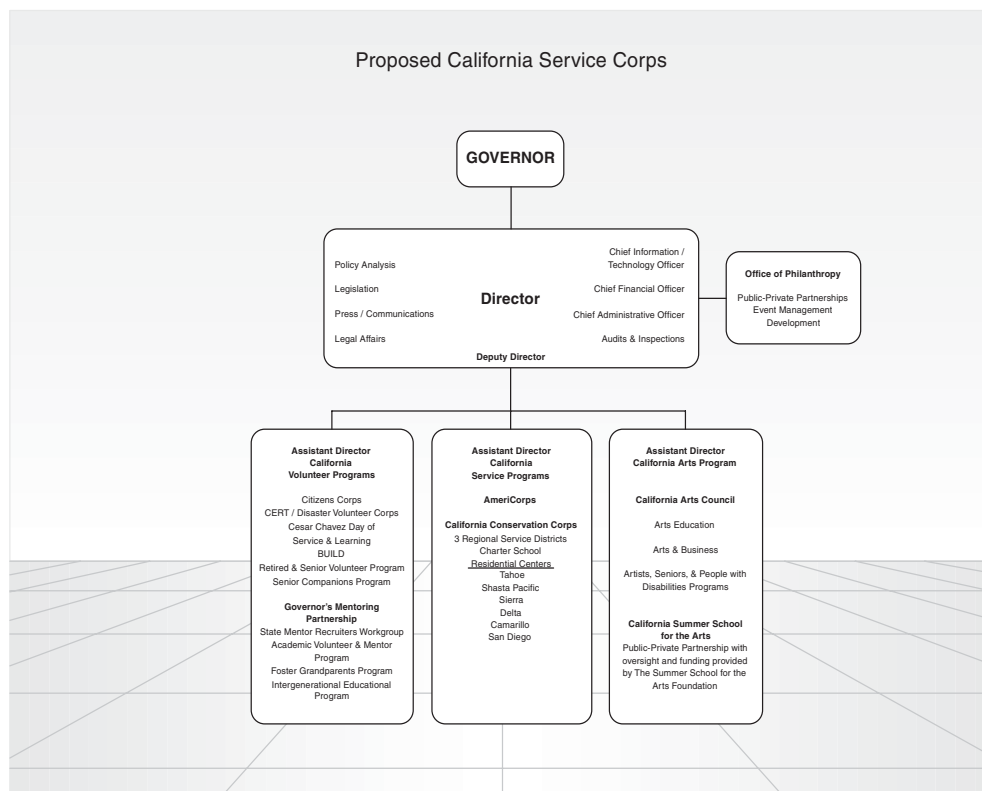 Proposed California Service Corps
GOVERNOR
Policy Analysis
Legislation
Press / Communications
Legal Affairs
Director
Deputy Director
Chief Information /
Technology Officer
Chief Financial Officer
Chief Administrative Officer
Audits & Inspections
Office of Philanthropy
Public-Private Partnerships
Event Management
Development
Assistant Director
California
Volunteer Programs
Citizens Corps
CERT / Disaster Volunteer Corps
Cesar Chavez Day of
Service & Learning
BUILD
Retired & Senior Volunteer Program
Senior Companions Program
Governor's Mentoring
Partnership
State Mentor Recruiters Workgroup
Academic Volunteer & Mentor
Program
Foster Grandparents Program
Intergenerational Educational
Program
Assistant Director
California
Service Programs
AmeriCorps
California Conservation Corps
3 Regional Service Districts
Charter School
Residential Centers
Tahoe
Shasta Pacific
Sierra
Delta
Camarillo
San Diego
Assistant Director
California Arts Program
California Arts Council
Arts Education
Arts & Business
Artists, Seniors, & People with
Disabilities Programs
California Summer School
for the Arts
Public-Private Partnership with
oversight and funding provided
by The Summer School for the
Arts Foundation